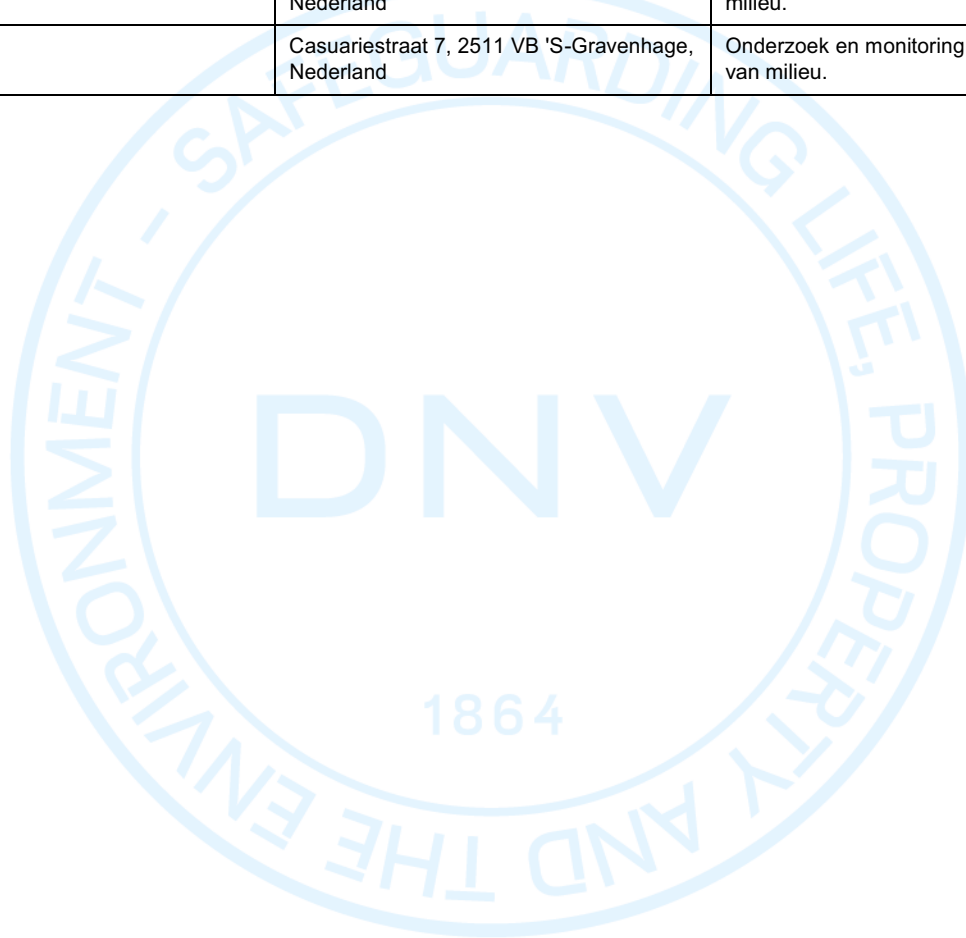 Nederland
milieu.
Casuariestraat 7, 2511 VB 'S-Gravenhage,
Nederland
Onderzoek en monitoring
van milieu.
SAFEGUARDING LIFE, PROPERTY AND THE ENVIRONMENT -
DNV
1864